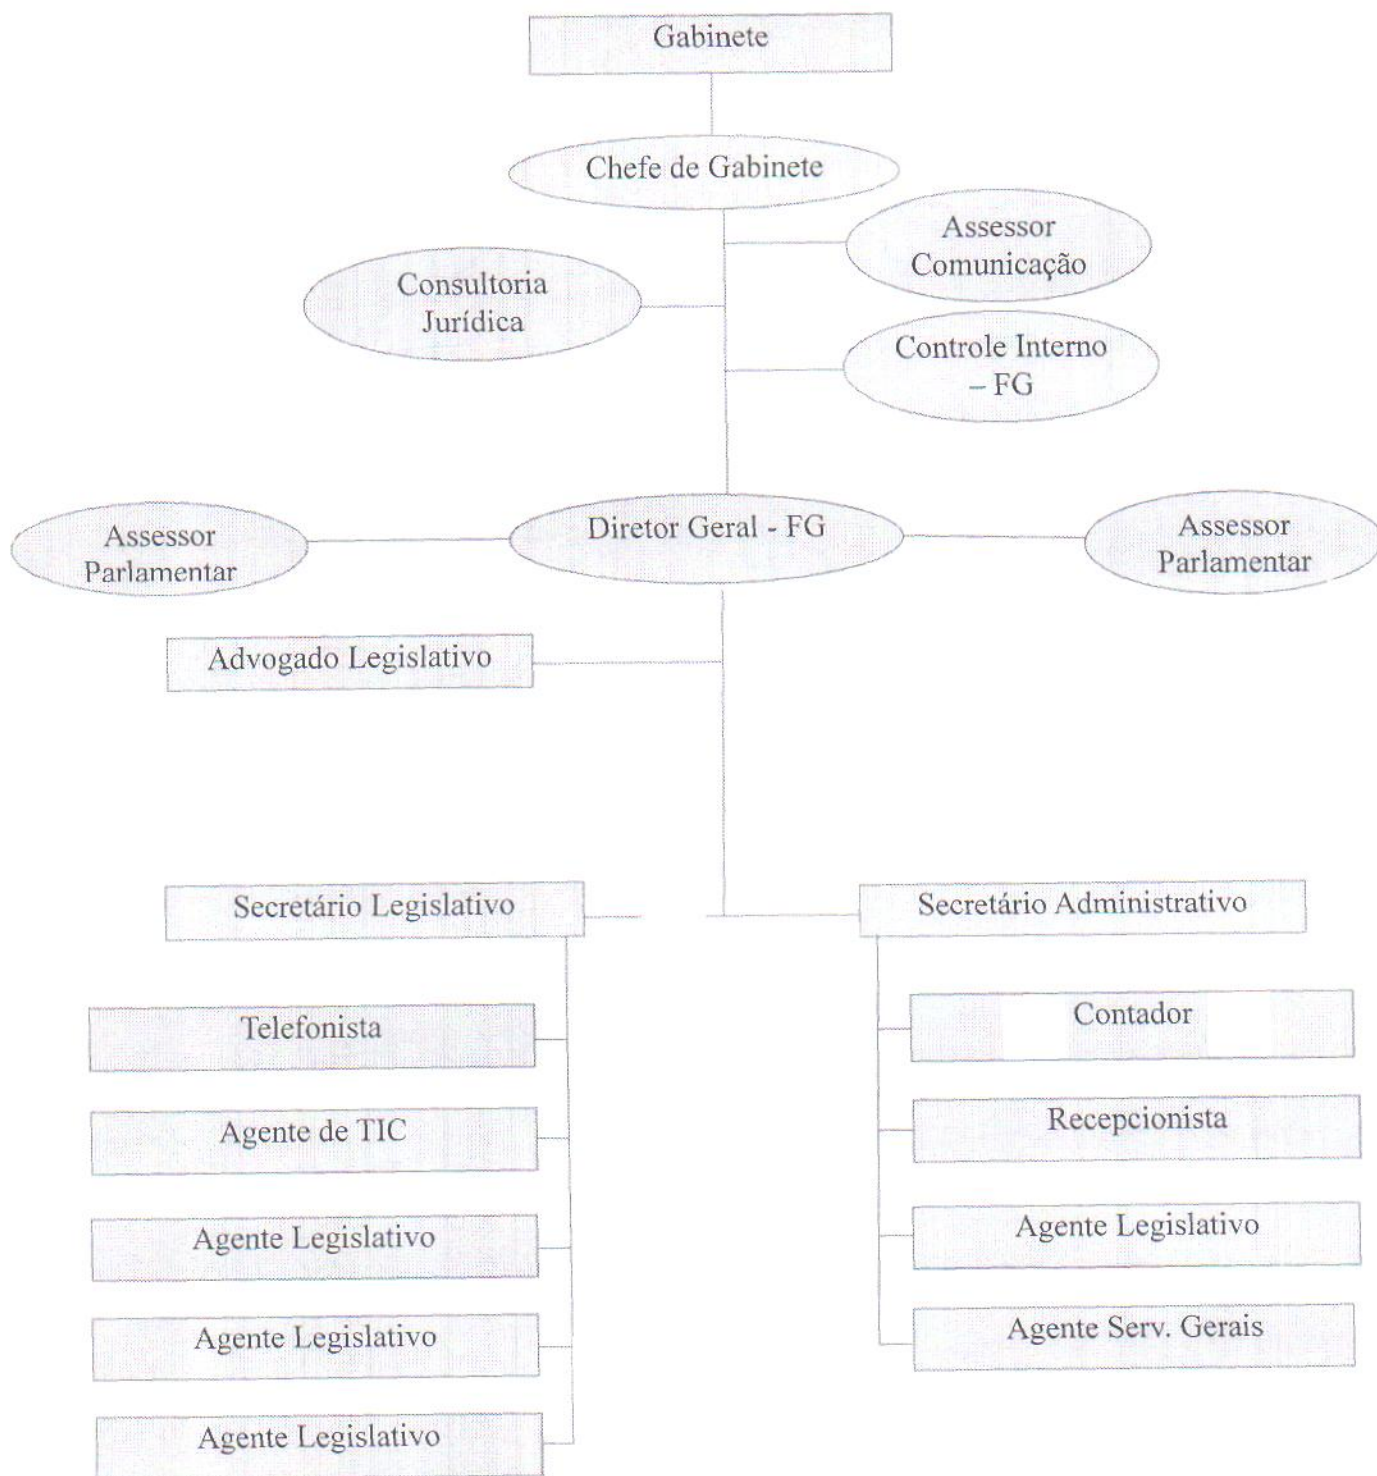 Gabinete
Chefe de Gabinete
Assessor
Comunicação
Consultoria
Jurídica
Controle Interno
– FG
Assessor
Parlamentar
Diretor Geral - FG
Assessor
Parlamentar
Advogado Legislativo
Secretário Legislativo
Secretário Administrativo
Telefonista
Agente de TIC
Agente Legislativo
Agente Legislativo
Agente Legislativo
Contador
Recepcionista
Agente Legislativo
Agente Serv. Gerais